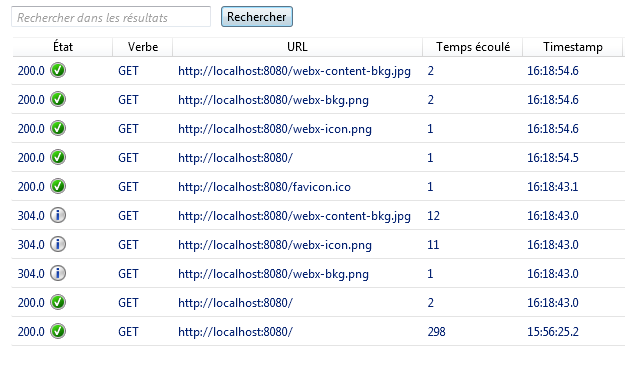 Rechercher dans les résultats Rechercher
État Verbe URL Temps écoulé Timestamp
200.0 GET http://localhost:8080/webx-content-bkg.jpg 2 16:18:54.6
200.0 GET http://localhost:8080/webx-bkg.png 2 16:18:54.6
200.0 GET http://localhost:8080/webx-icon.png 1 16:18:54.6
200.0 GET http://localhost:8080/ 1 16:18:54.5
200.0 GET http://localhost:8080/favicon.ico 1 16:18:43.1
304.0 GET http://localhost:8080/webx-content-bkg.jpg 12 16:18:43.0
304.0 GET http://localhost:8080/webx-icon.png 11 16:18:43.0
304.0 GET http://localhost:8080/webx-bkg.png 1 16:18:43.0
200.0 GET http://localhost:8080/ 2 16:18:43.0
200.0 GET http://localhost:8080/ 298 15:56:25.2